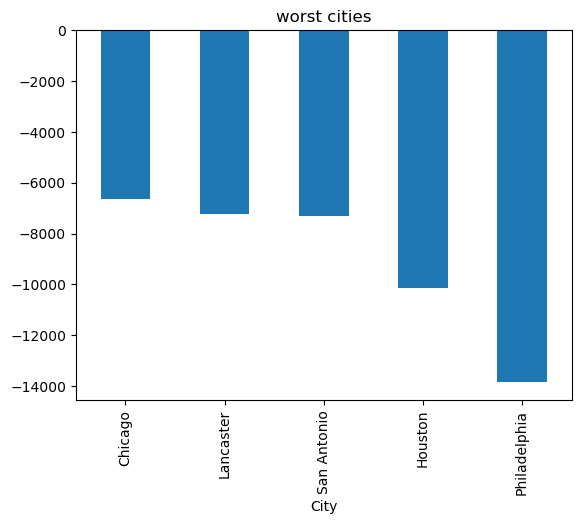 worst cities
0
−2000
−4000
−6000
−8000
−10000
−12000
−14000
Chicago
Lancaster
San Antonio
Houston
Philadelphia
City